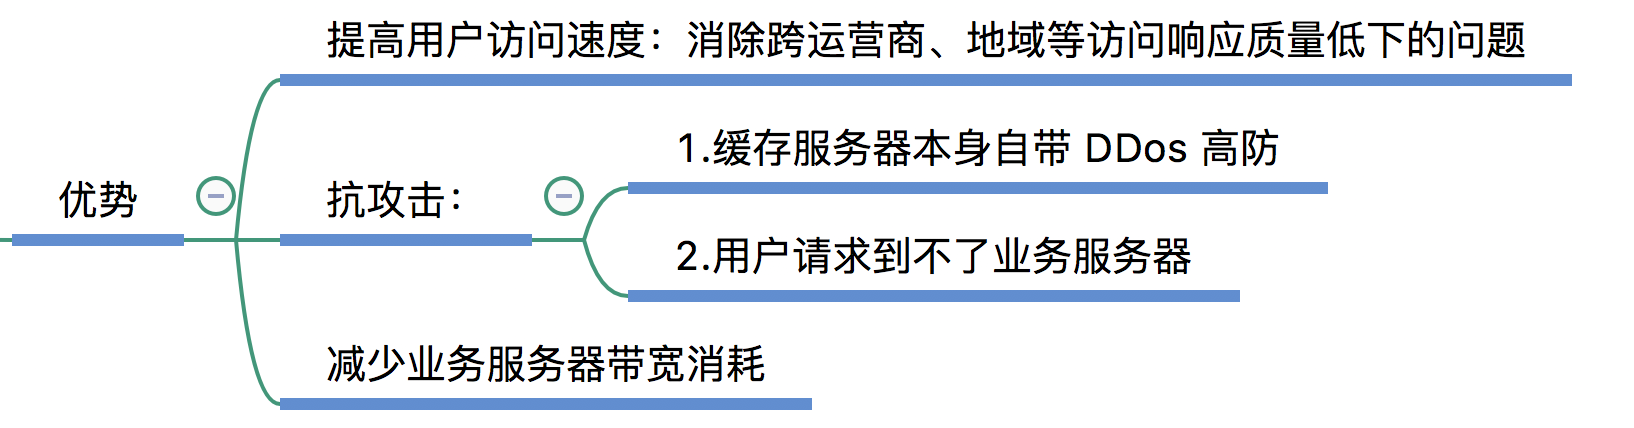 提高用户访问速度：消除跨运营商、地域等访问响应质量低下的问题
1.缓存服务器本身自带 DDos 高防
优势
抗攻击：
2.用户请求到不了业务服务器
减少业务服务器带宽消耗